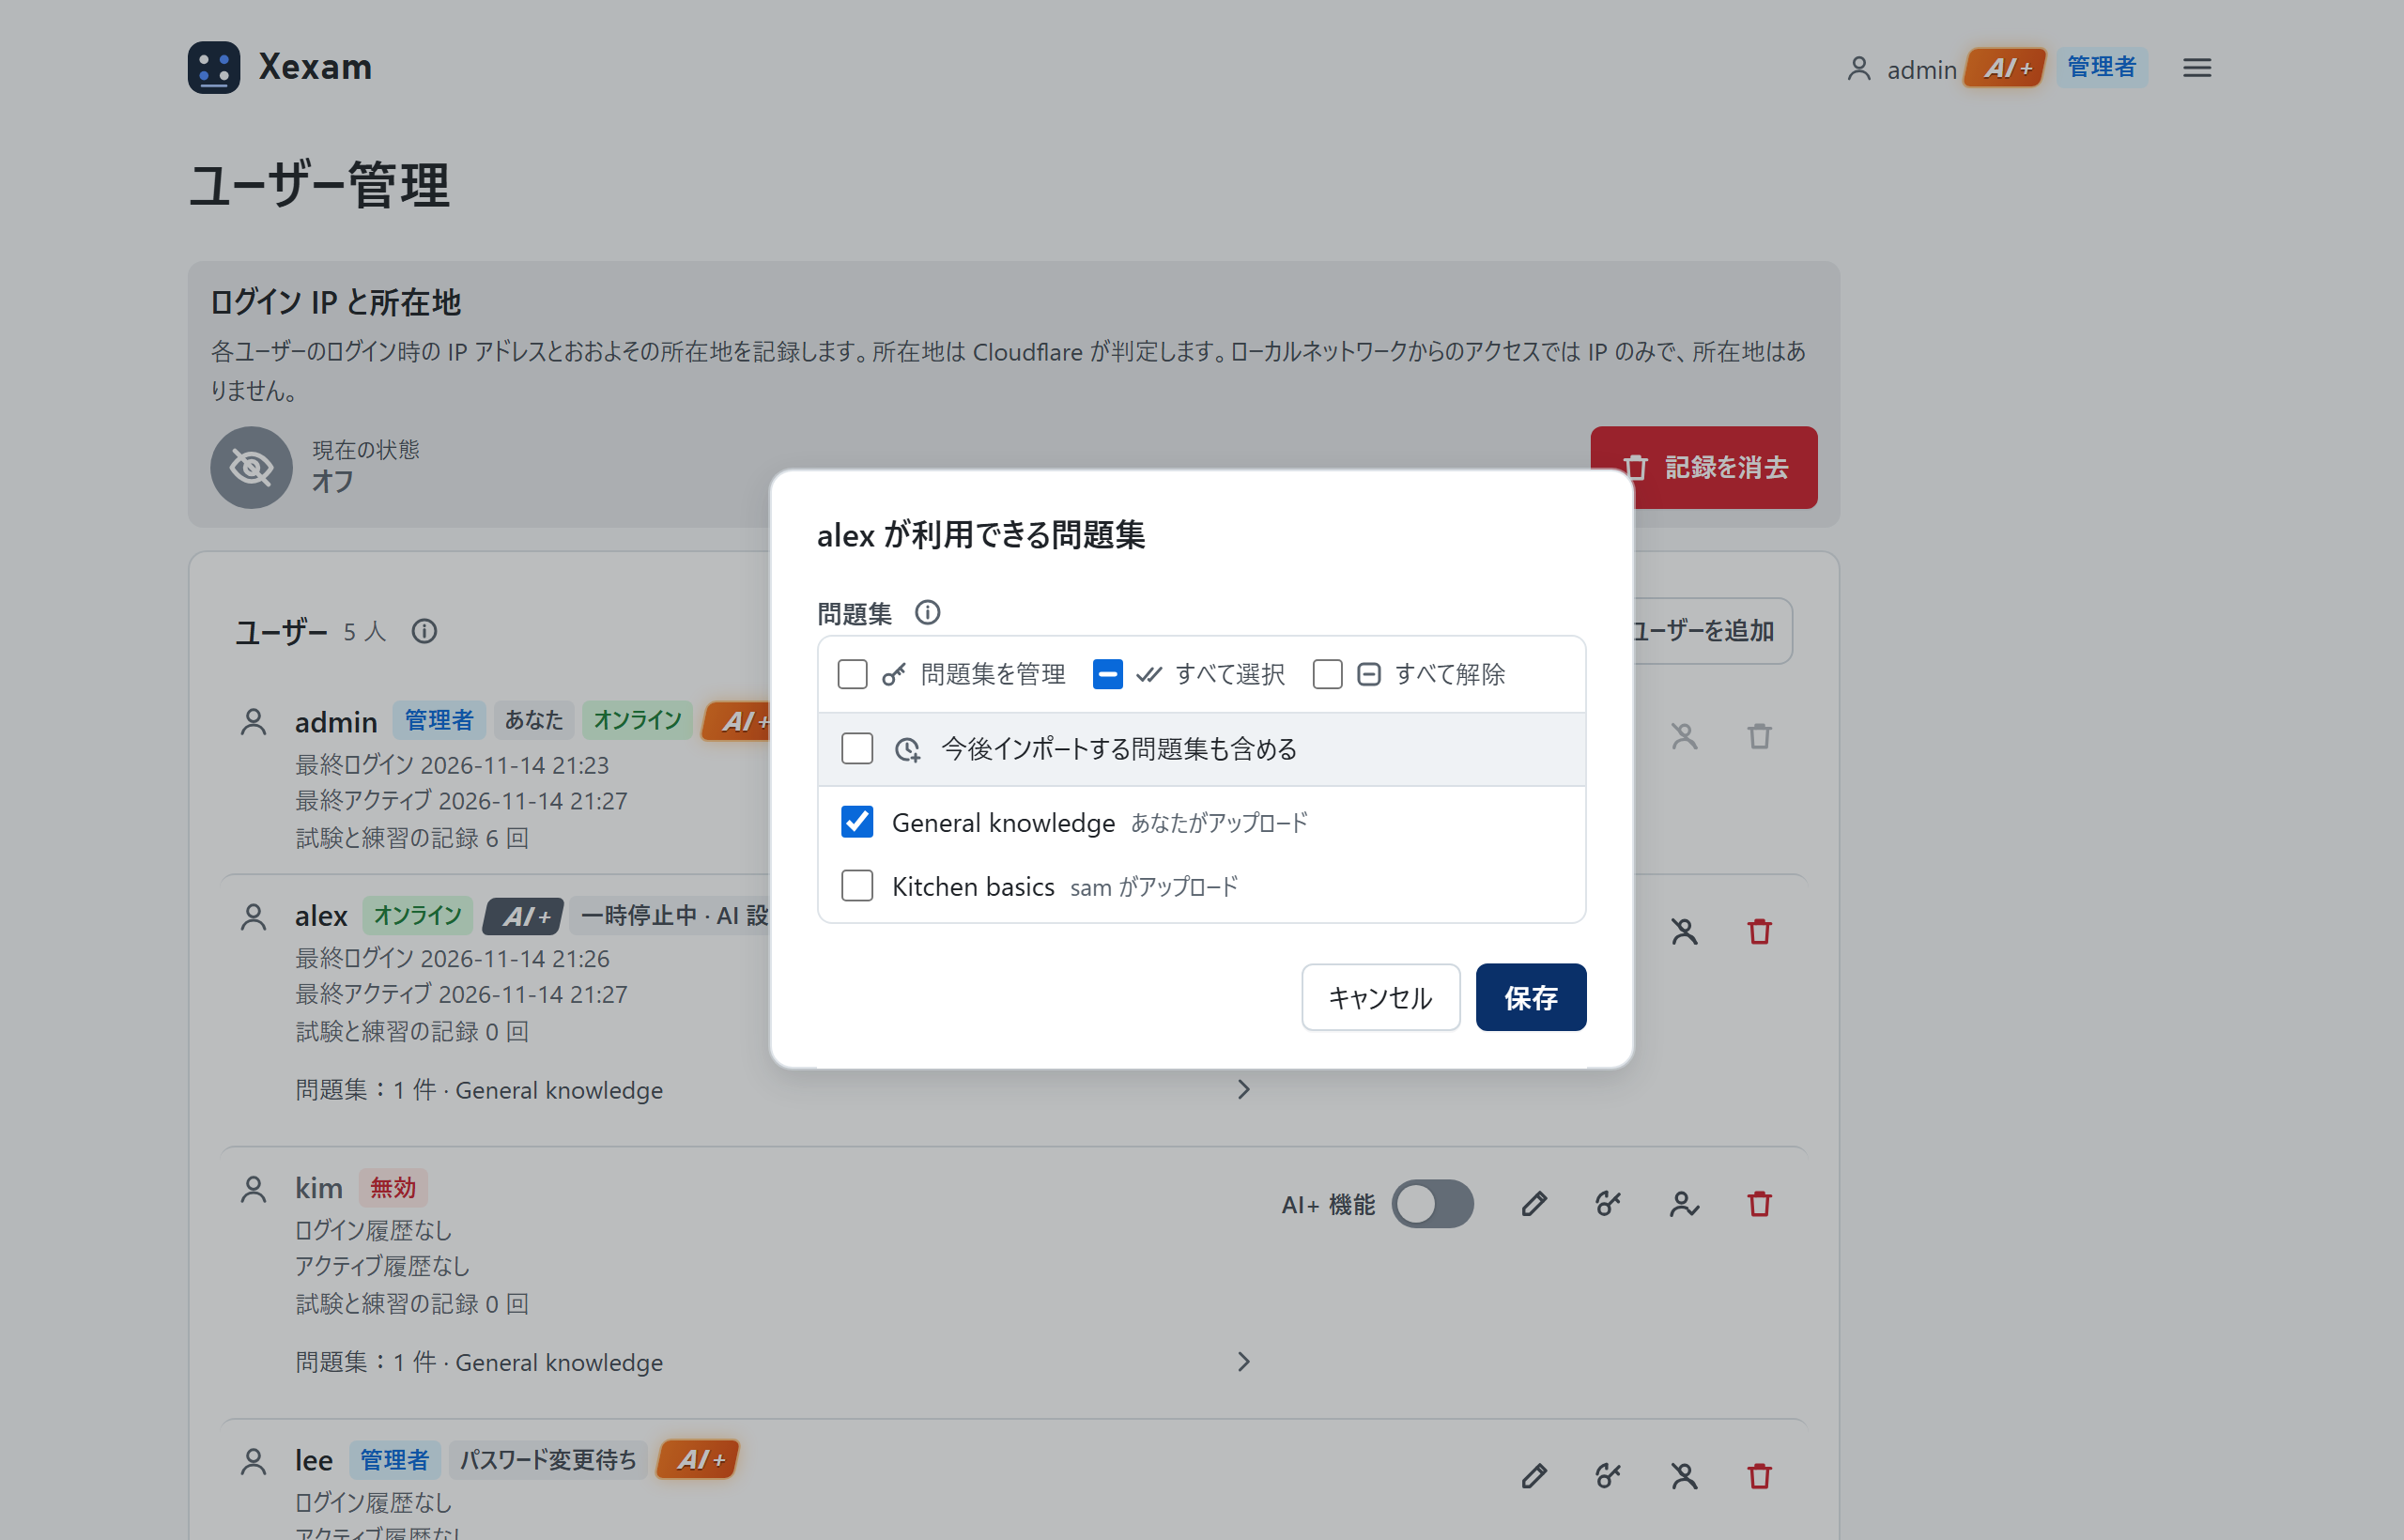 Xexam
admin AI+ 管理者
ユーザー管理
ログイン IP と所在地
各ユーザーのログイン時の IP アドレスとおおよその所在地を記録します。所在地は Cloudflare が判定します。ローカルネットワークからのアクセスでは IP のみで、所在地はあ
りません。
現在の状態
オフ
記録を消去
alex が利用できる問題集
問題集
問題集を管理 すべて選択 すべて解除
今後インポートする問題集も含める
General knowledge あなたがアップロード
Kitchen basics sam がアップロード
キャンセル 保存
ユーザー 5 人
ユーザーを追加
admin 管理者 あなた オンライン AI+
最終ログイン 2026-11-14 21:23
最終アクティブ 2026-11-14 21:27
試験と練習の記録 6 回
alex オンライン AI+ 一時停止中 · AI 設
最終ログイン 2026-11-14 21:26
最終アクティブ 2026-11-14 21:27
試験と練習の記録 0 回
問題集：1 件 · General knowledge
kim 無効
AI+ 機能
ログイン履歴なし
アクティブ履歴なし
試験と練習の記録 0 回
問題集：1 件 · General knowledge
lee 管理者 パスワード変更待ち AI+
ログイン履歴なし
アクティブ履歴なし